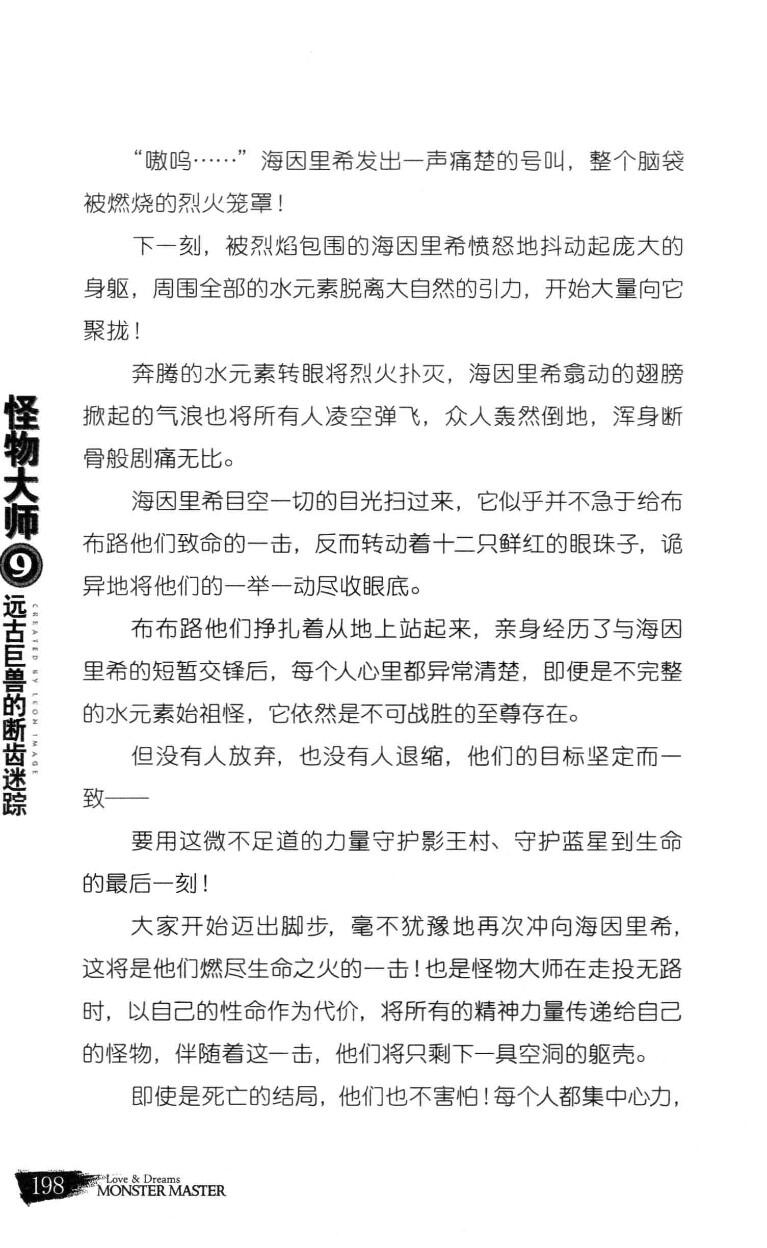 “嗷呜……”海因里希发出一声痛楚的号叫，整个脑袋
被燃烧的烈火笼罩！
下一刻，被烈焰包围的海因里希愤怒地抖动起庞大的
身躯，周围全部的水元素脱离大自然的引力，开始大量向它
聚拢！
奔腾的水元素转眼将烈火扑灭，海因里希翕动的翅膀
掀起的气浪也将所有人凌空弹飞，众人轰然倒地，浑身断
骨般剧痛无比。
海因里希目空一切的目光扫过来，它似乎并不急于给布
布路他们致命的一击，反而转动着十二只鲜红的眼珠子，诡
异地将他们的一举一动尽收眼底。
布布路他们挣扎着从地上站起来，亲身经历了与海因
里希的短暂交锋后，每个人心里都异常清楚，即便是不完整
的水元素始祖怪，它依然是不可战胜的至尊存在。
但没有人放弃，也没有人退缩，他们的目标坚定而一
致——
要用这微不足道的力量守护影王村、守护蓝星到生命
的最后一刻！
大家开始迈出脚步，毫不犹豫地再次冲向海因里希，
这将是他们燃尽生命之火的一击！也是怪物大师在走投无路
时，以自己的性命作为代价，将所有的精神力量传递给自己
的怪物，伴随着这一击，他们将只剩下一具空洞的躯壳。
即使是死亡的结局，他们也不害怕！每个人都集中心力，
怪物大师9
远古巨兽的断齿迷踪
CREATED BY LEON IMAGE
198
Love & Dreams
MONSTER MASTER